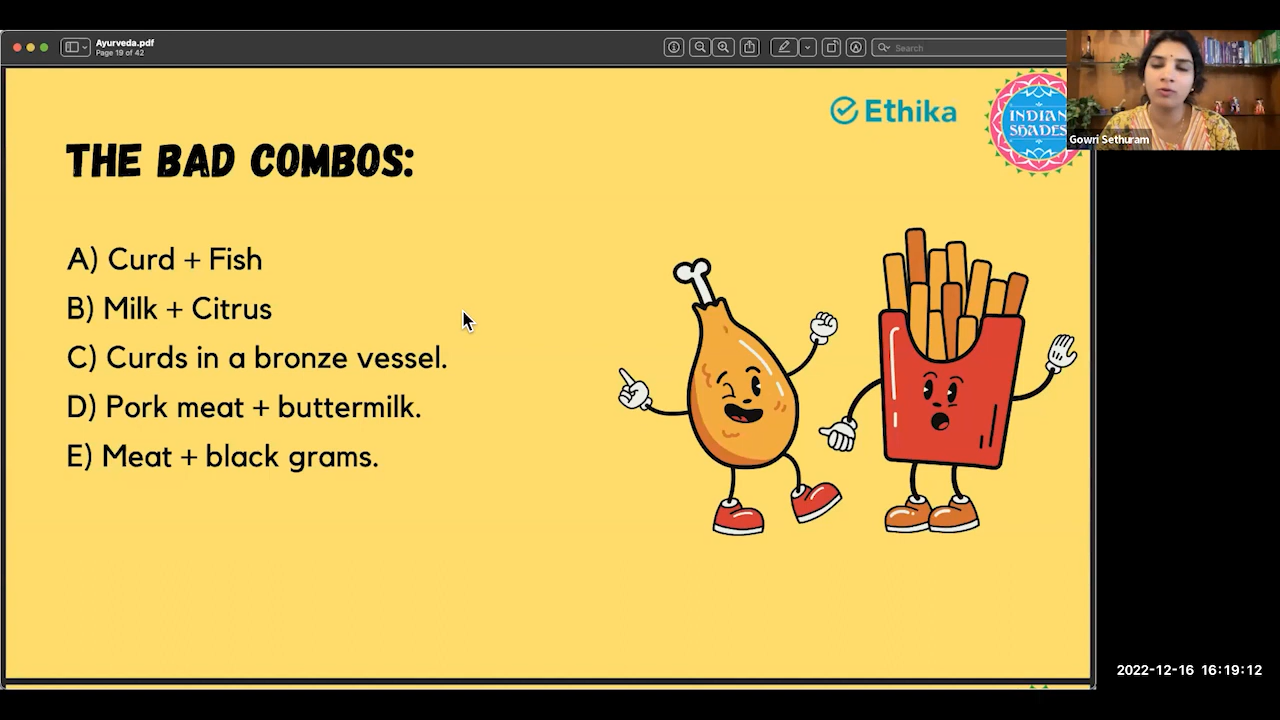 Ayurveda.pdf
Page 19 of 42
Search
Ethika
INDIAN
SHADES
Gowri Sethuram
THE BAD COMBOS:
A) Curd + Fish
B) Milk + Citrus
C) Curds in a bronze vessel.
D) Pork meat + buttermilk.
E) Meat + black grams.
2022-12-16 16:19:12